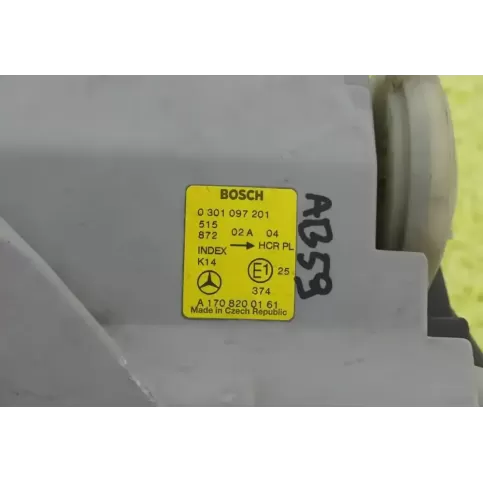 BOSCH
0 301 097 201
515
872 02 A 04
INDEX → HCR PL
K14 E1 25
374
A 170 820 01 61
Made in Czech Republic
AB59